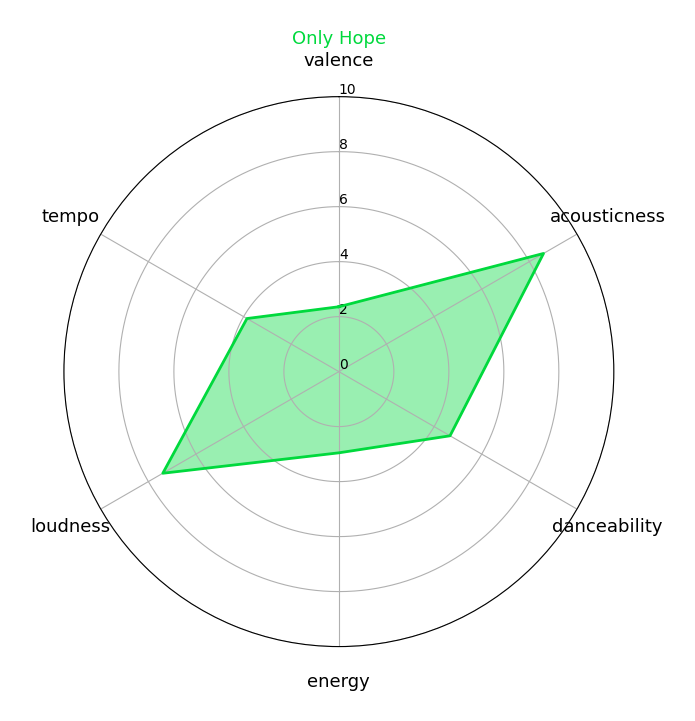 Only Hope
valence
10
8
6
4
2
0
tempo
acousticness
loudness
danceability
energy